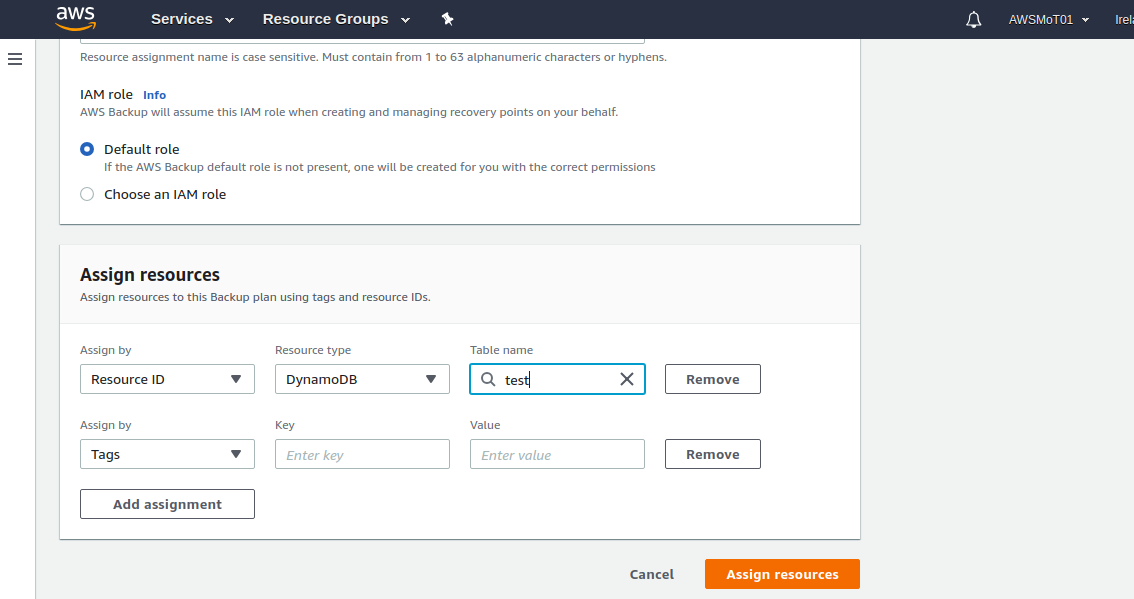 aws Services Resource Groups AWSMoT01 Irela
Resource assignment name is case sensitive. Must contain from 1 to 63 alphanumeric characters or hyphens.
IAM role Info
AWS Backup will assume this IAM role when creating and managing recovery points on your behalf.
Default role
If the AWS Backup default role is not present, one will be created for you with the correct permissions
Choose an IAM role
Assign resources
Assign resources to this Backup plan using tags and resource IDs.
Assign by Resource type Table name
Resource ID DynamoDB test Remove
Assign by Key Value
Tags Enter key Enter value Remove
Add assignment
Cancel Assign resources